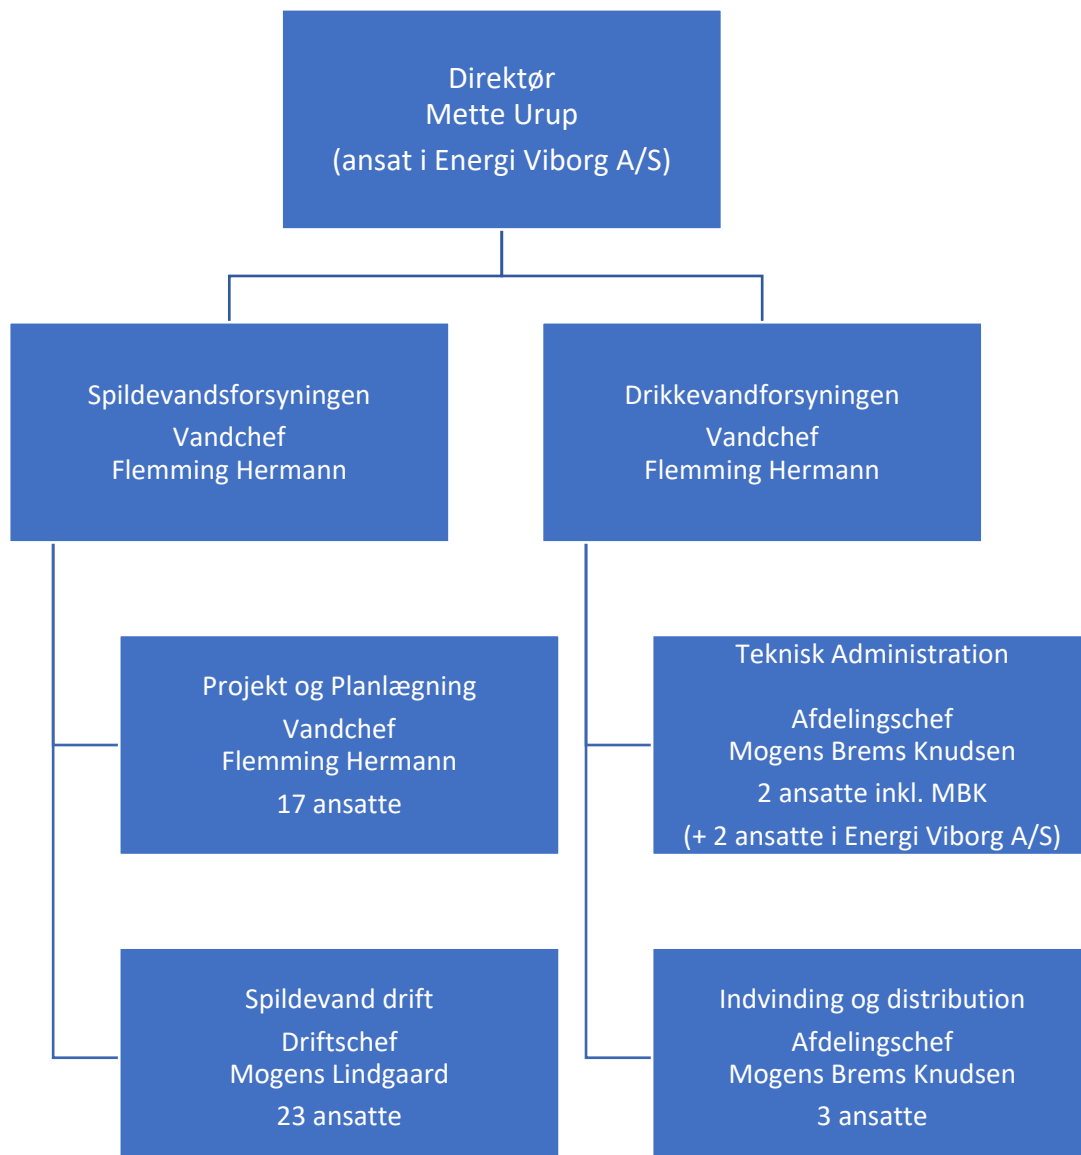 Direktør
Mette Urup
(ansat i Energi Viborg A/S)
Spildevandsforsyningen
Vandchef
Flemming Hermann
Drikkevandforsyningen
Vandchef
Flemming Hermann
Projekt og Planlægning
Vandchef
Flemming Hermann
17 ansatte
Teknisk Administration
Afdelingschef
Mogens Brems Knudsen
2 ansatte inkl. MBK
(+ 2 ansatte i Energi Viborg A/S)
Spildevand drift
Driftschef
Mogens Lindgaard
23 ansatte
Indvinding og distribution
Afdelingschef
Mogens Brems Knudsen
3 ansatte